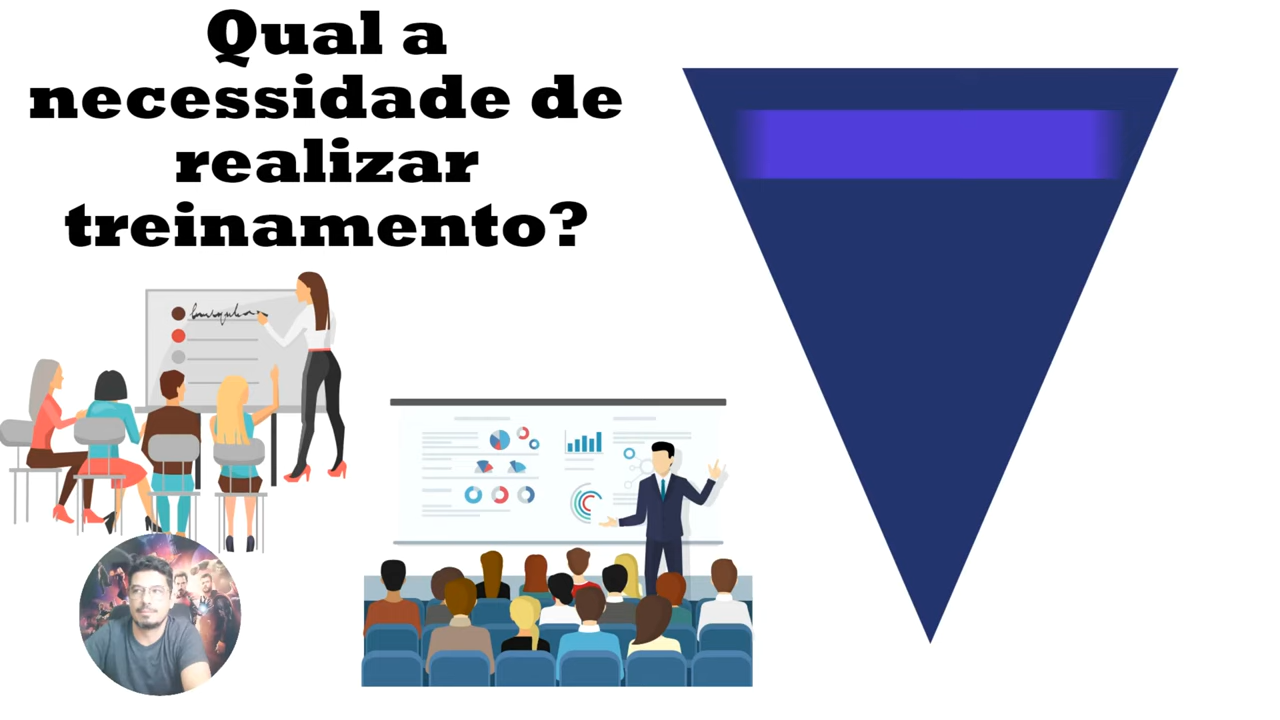 Qual a
necessidade de
realizar
treinamento?